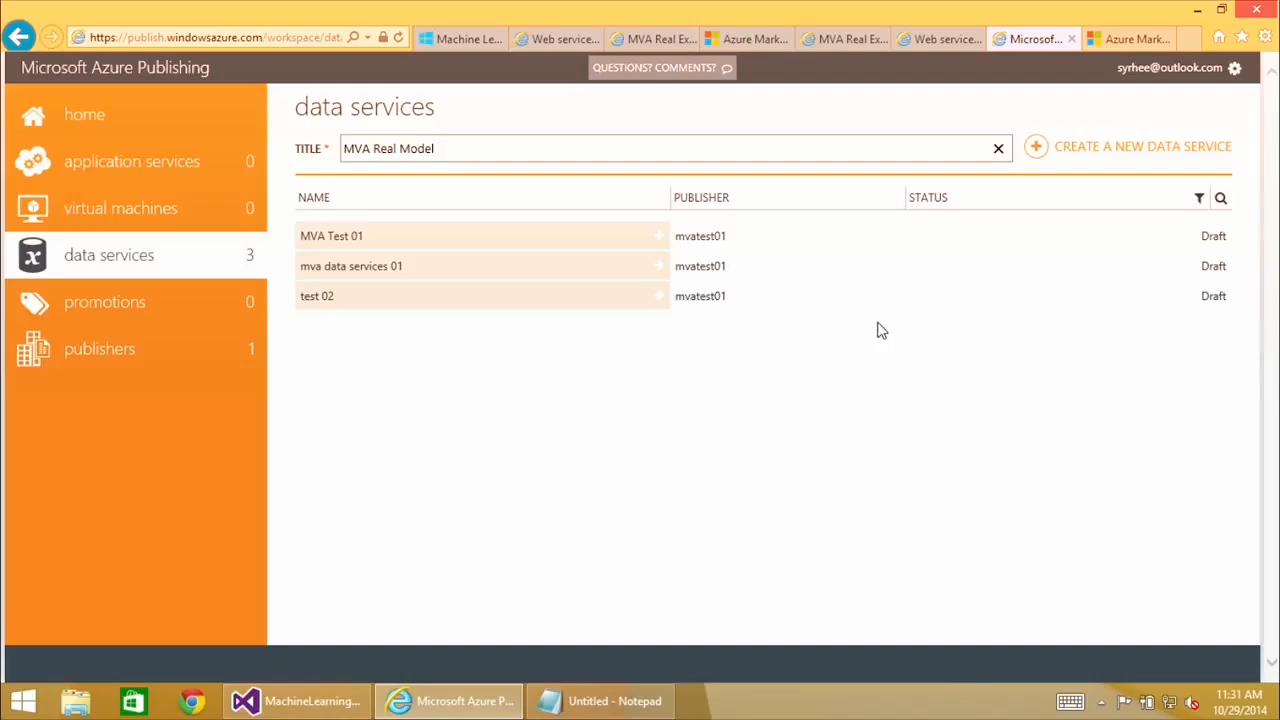 https://publish.windowsazure.com/workspace/dat
Machine Le...
Web service...
MVA Real Ex...
Azure Mark...
MVA Real Ex...
Web service...
Microsof...
Azure Mark...
Microsoft Azure Publishing
QUESTIONS? COMMENTS?
syrhee@outlook.com
home
application services 0
virtual machines 0
data services 3
promotions 0
publishers 1
data services
TITLE * MVA Real Model
CREATE A NEW DATA SERVICE
NAME PUBLISHER STATUS
MVA Test 01 mvatest01 Draft
mva data services 01 mvatest01 Draft
test 02 mvatest01 Draft
MachineLearning...
Microsoft Azure P...
Untitled - Notepad
11:31 AM
10/29/2014